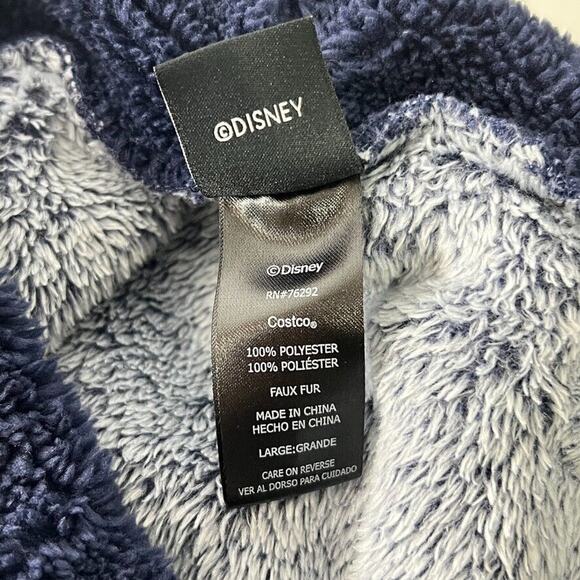 ©DISNEY
©Disney
RN#76292
Costco®
100% POLYESTER
100% POLIÉSTER
FAUX FUR
MADE IN CHINA
HECHO EN CHINA
LARGE:GRANDE
CARE ON REVERSE
VER AL DORSO PARA CUIDADO